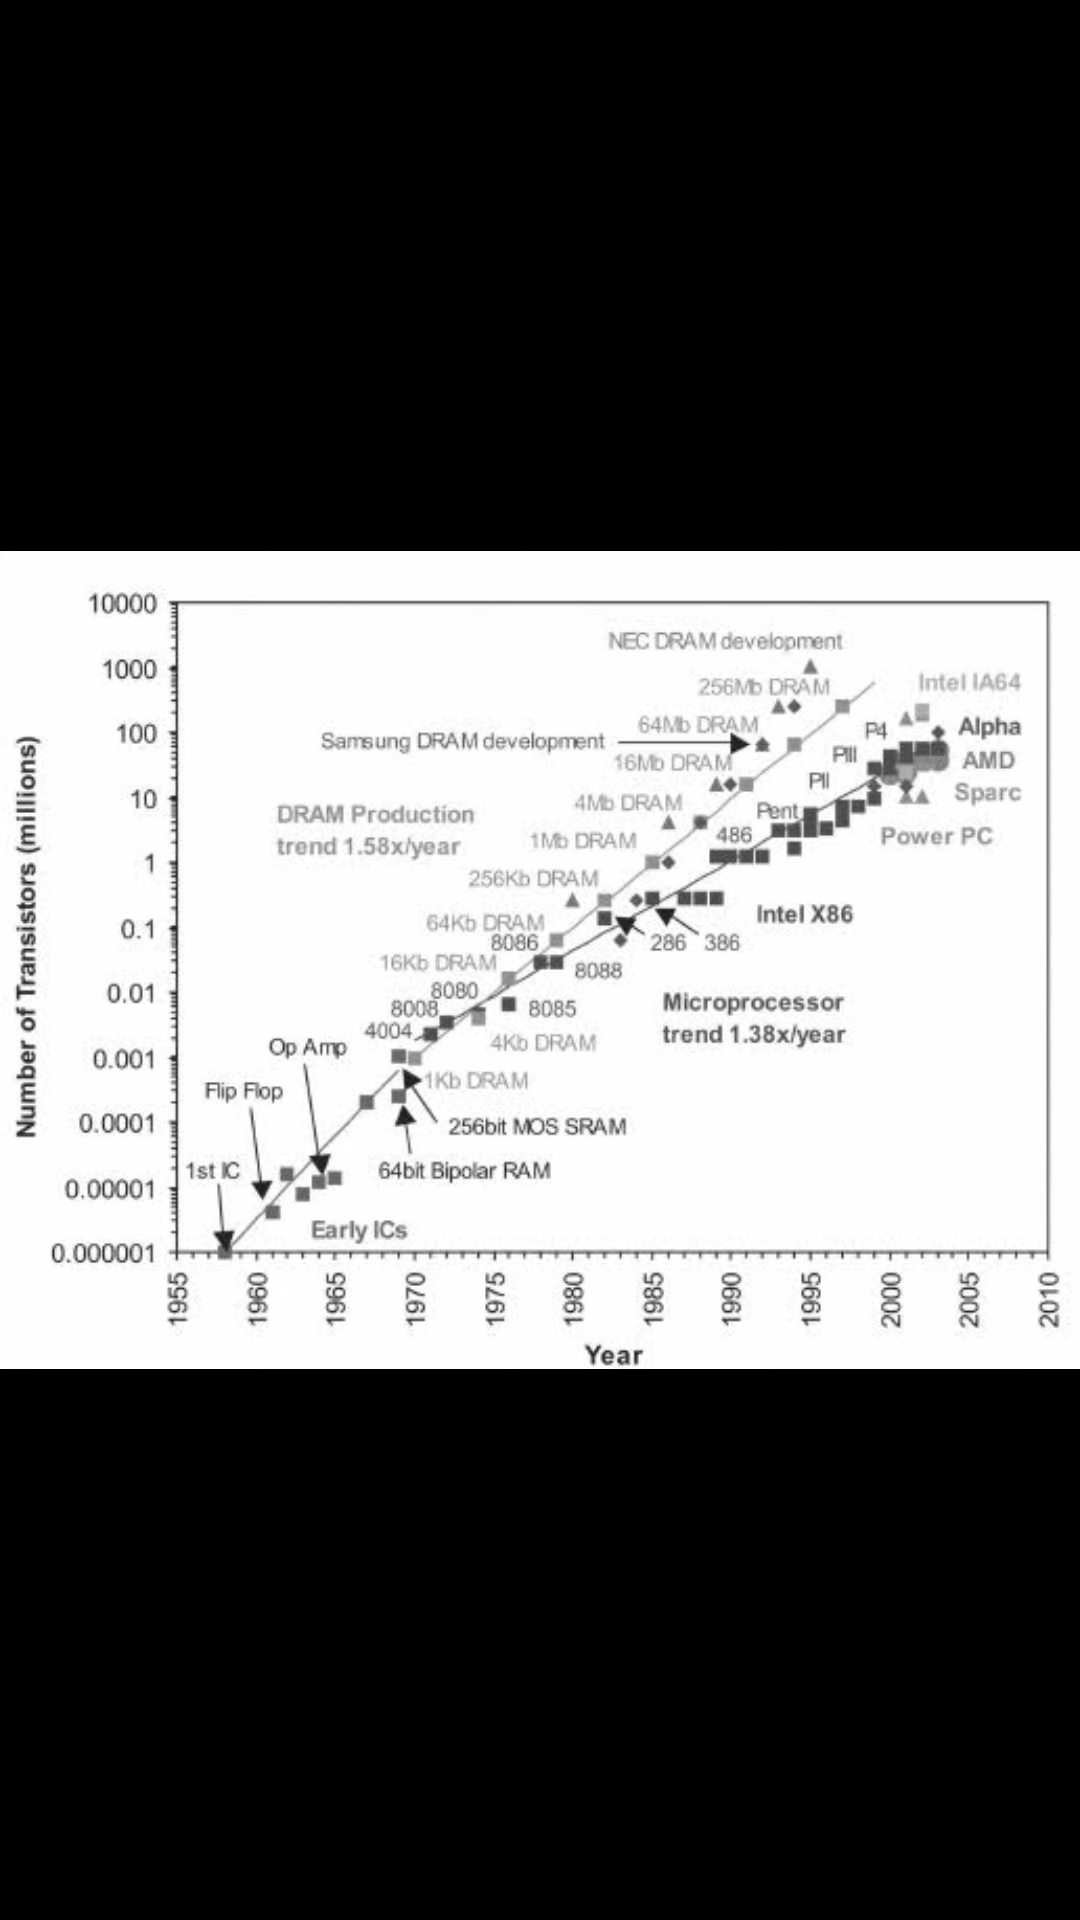 10000
1000
100
10
1
0.1
0.01
0.001
0.0001
0.00001
0.000001
Number of Transistors (millions)
NEC DRAM development
256Mb DRAM
Intel IA64
64Mb DRAM
P4
Alpha
Samsung DRAM development
16Mb DRAM
PIII
AMD
PII
Sparc
4Mb DRAM
DRAM Production
trend 1.58x/year
Pent
1Mb DRAM
486
Power PC
256Kb DRAM
64Kb DRAM
Intel X86
8086
286
386
16Kb DRAM
8088
8080
8008
8085
Microprocessor
trend 1.38x/year
4004
4Kb DRAM
Op Amp
1Kb DRAM
Flip Flop
256bit MOS SRAM
1st IC
64bit Bipolar RAM
Early ICs
1955
1960
1965
1970
1975
1980
1985
1990
1995
2000
2005
2010
Year